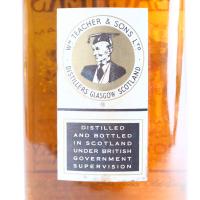 WM TEACHER & SONS LTD
DISTILLERS GLASGOW SCOTLAND
DISTILLED
AND BOTTLED
IN SCOTLAND
UNDER BRITISH
GOVERNMENT
SUPERVISION